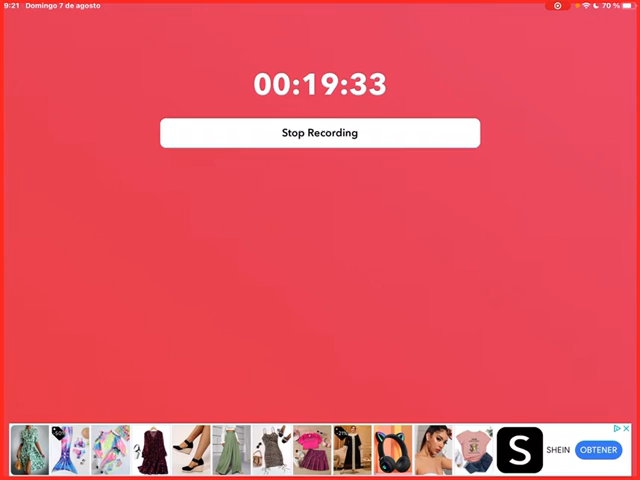 9:21 Domingo 7 de agosto
70 %
00:19:33
Stop Recording
S
SHEIN
OBTENER